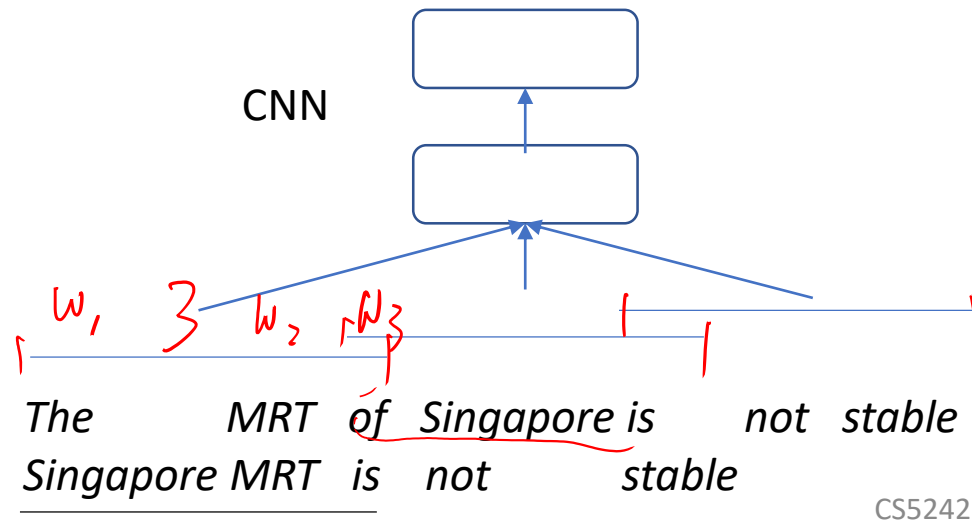 CNN
w₁ 3 w₂ w₃
The MRT of Singapore is not stable
Singapore MRT is not stable
CS5242